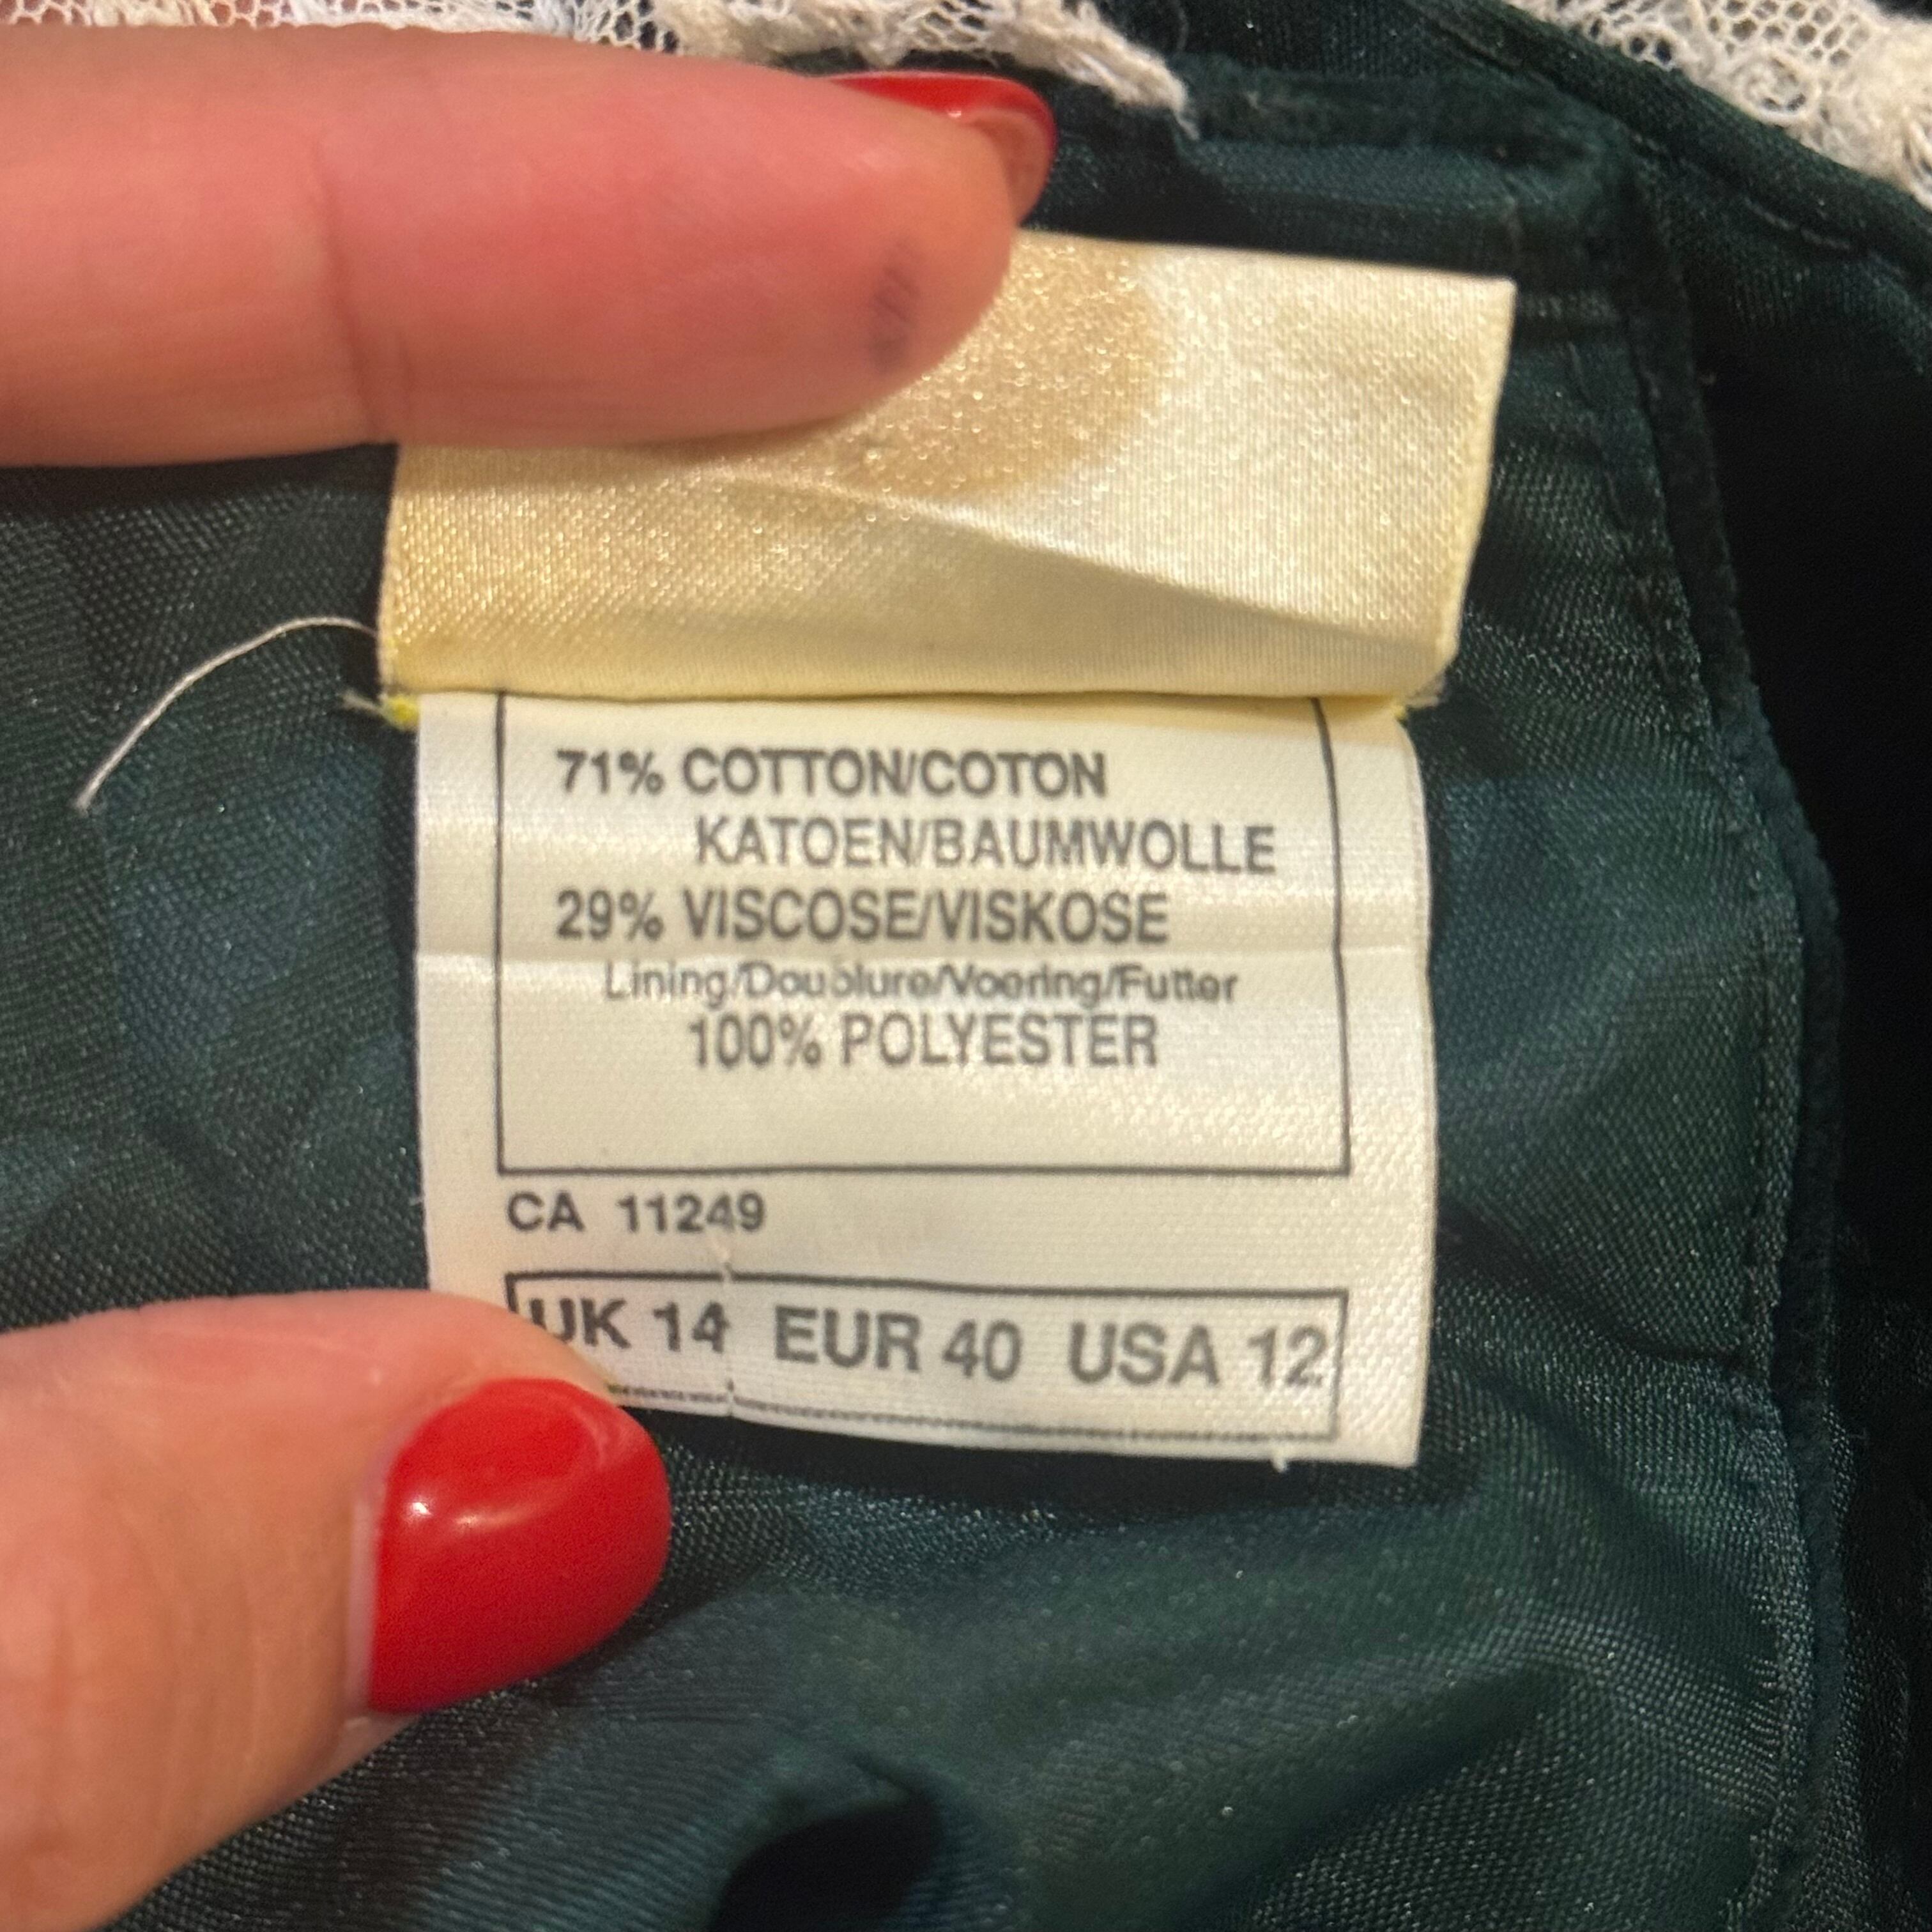 71% COTTON/COTON
KATOEN/BAUMWOLLE
29% VISCOSE/VISKOSE
Lining/Doublure/Voering/Futter
100% POLYESTER
CA 11249
UK 14 EUR 40 USA 12